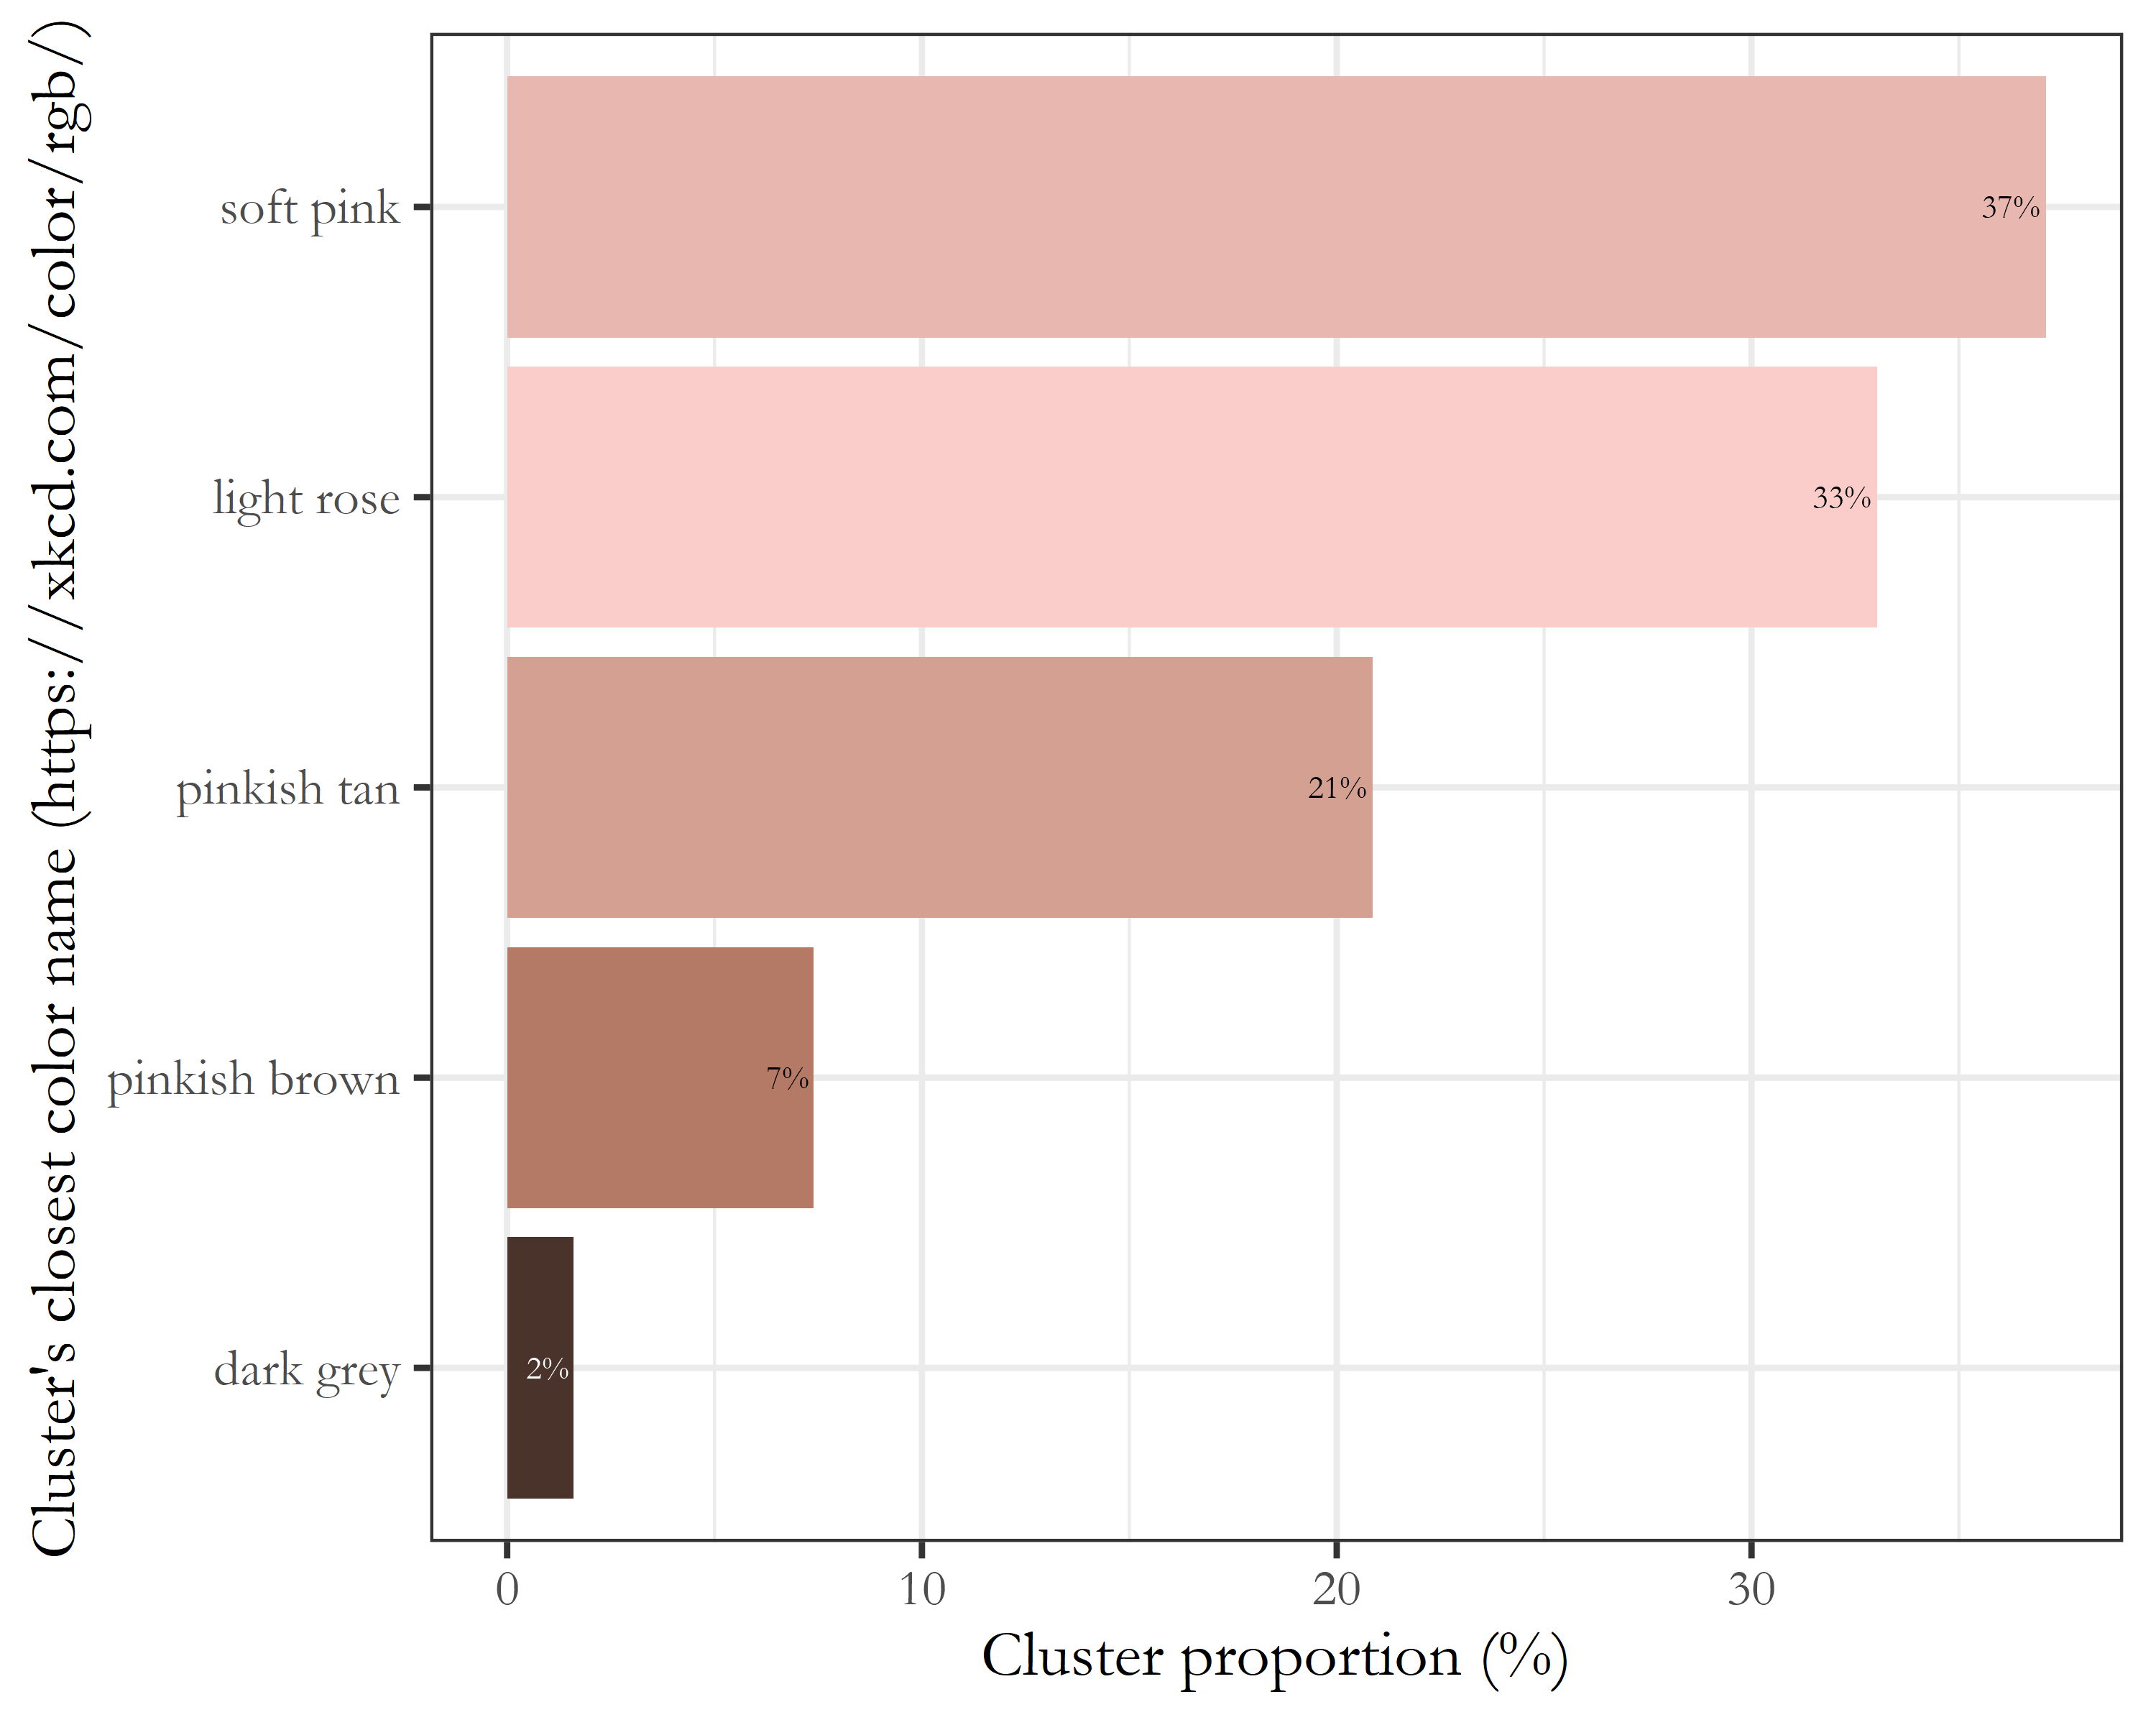 Cluster's closest color name (https://xkcd.com/color/rgb/)
soft pink
37%
light rose
33%
pinkish tan
21%
pinkish brown
7%
dark grey
2%
0 10 20 30
Cluster proportion (%)